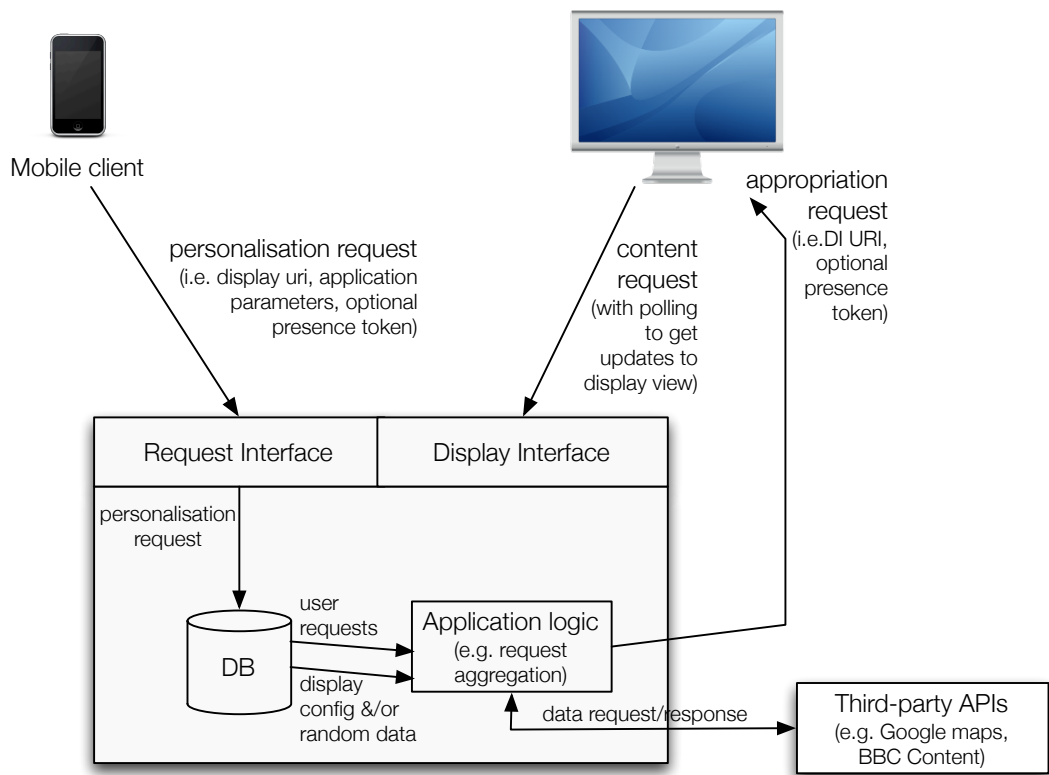 Mobile client
personalisation request
(i.e. display uri, application
parameters, optional
presence token)
content
request
(with polling
to get
updates to
display view)
appropriation
request
(i.e.DI URI,
optional
presence
token)
Request Interface
Display Interface
personalisation
request
DB
user
requests
display
config &/or
random data
Application logic
(e.g. request
aggregation)
data request/response
Third-party APIs
(e.g. Google maps,
BBC Content)